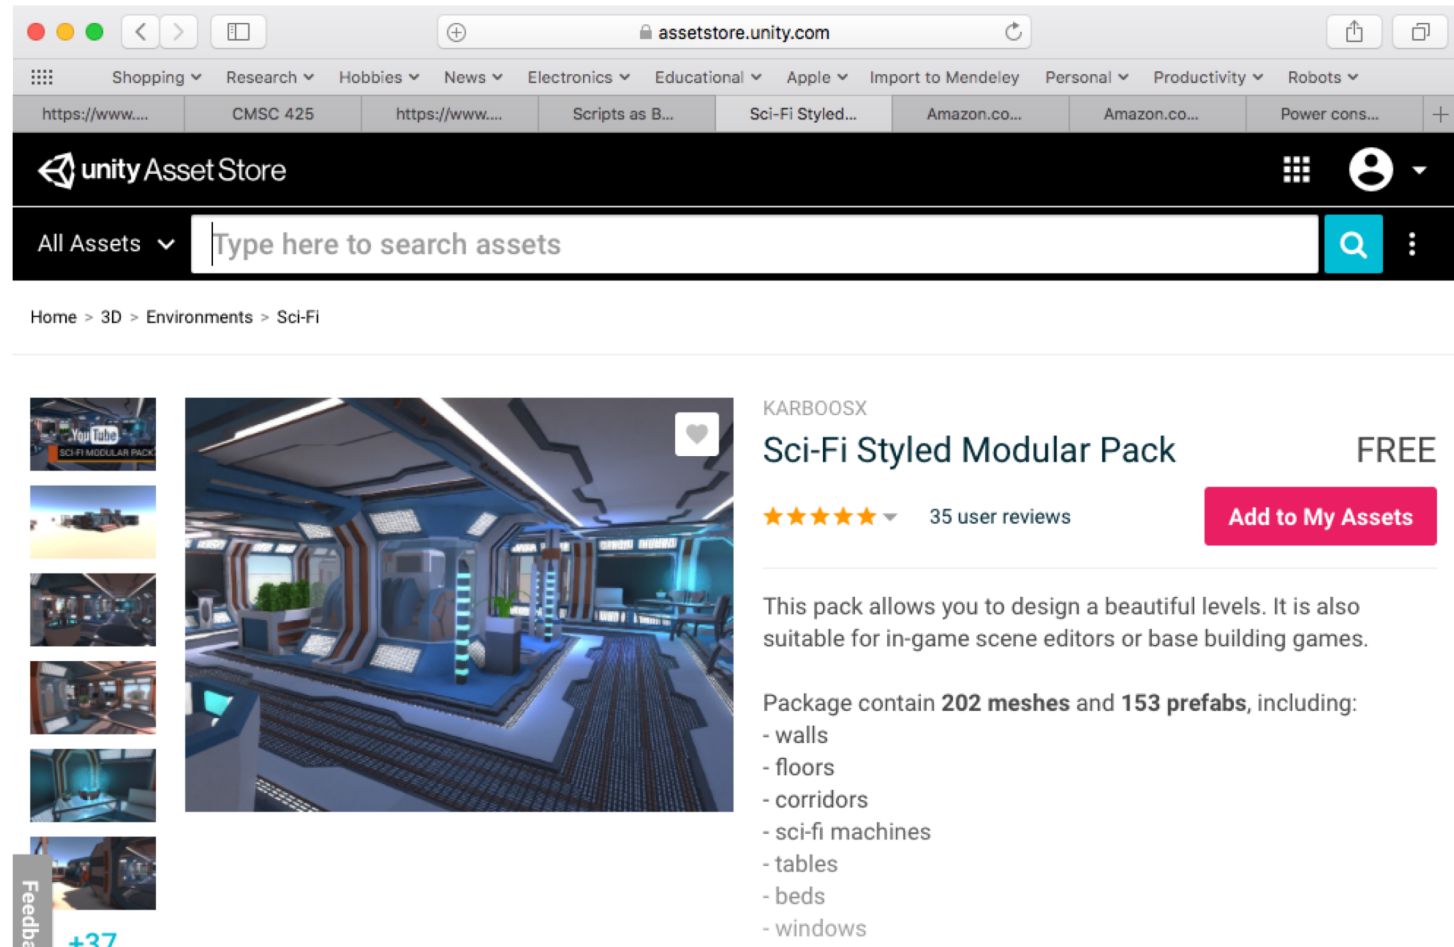 assetstore.unity.com
Shopping Research Hobbies News Electronics Educational Apple Import to Mendeley Personal Productivity Robots
https://www.... CMSC 425 https://www.... Scripts as B... Sci-Fi Styled... Amazon.co... Amazon.co... Power cons...
unity Asset Store
All Assets Type here to search assets
Home > 3D > Environments > Sci-Fi
YouTube
SCI-FI MODULAR PACK
KARBOOSX
Sci-Fi Styled Modular Pack FREE
35 user reviews Add to My Assets
This pack allows you to design a beautiful levels. It is also
suitable for in-game scene editors or base building games.
Package contain 202 meshes and 153 prefabs, including:
- walls
- floors
- corridors
- sci-fi machines
- tables
- beds
- windows
Feedba
+37